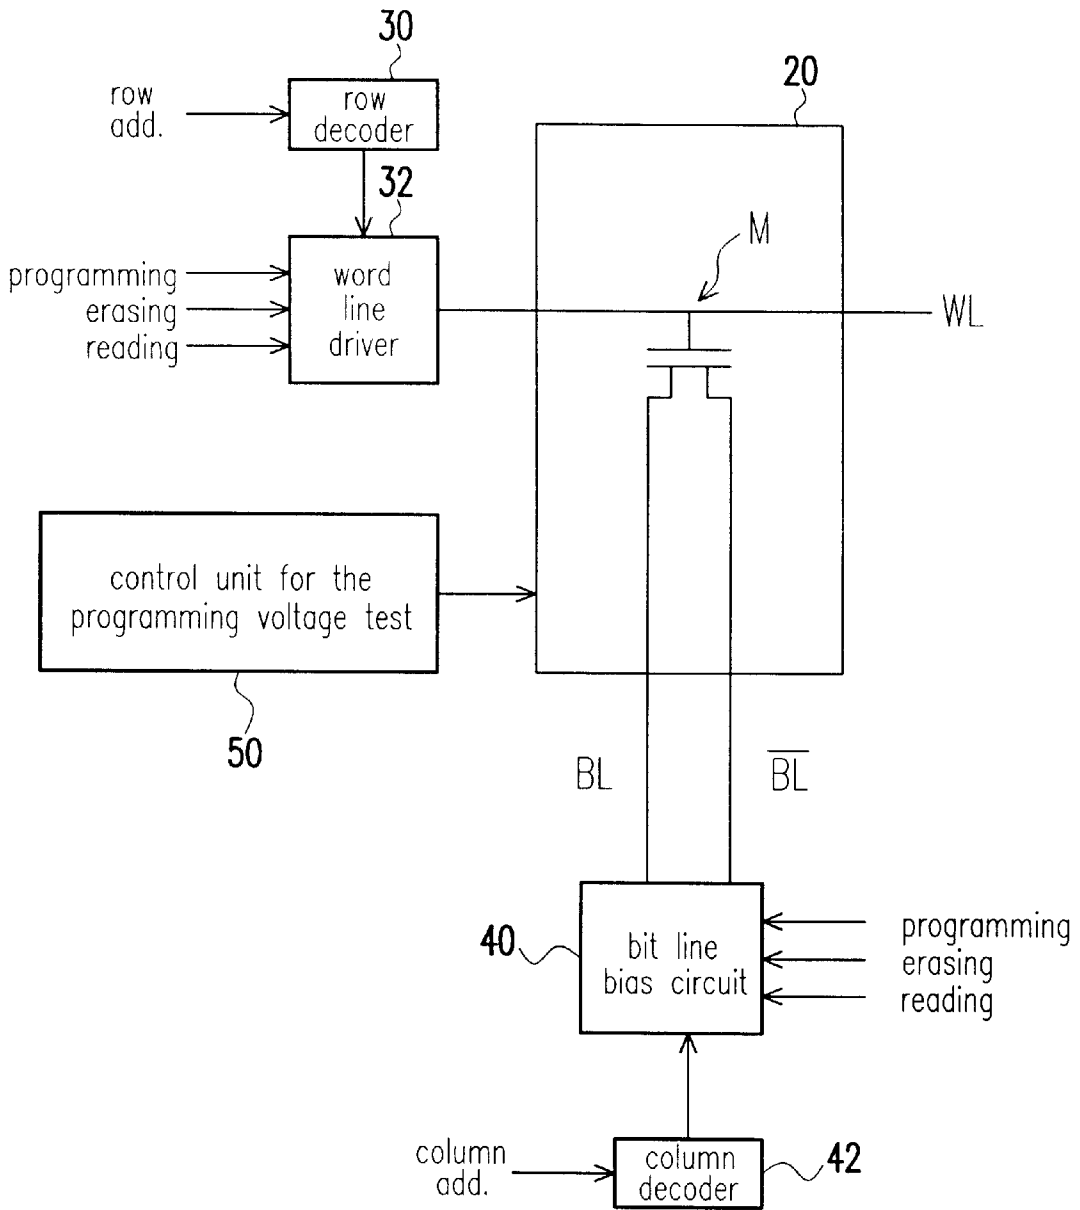 30
20
row
add.
row
decoder
32
M
programming
erasing
reading
word
line
driver
WL
control unit for the
programming voltage test
50
BL
B̅L̅
40
bit line
bias circuit
programming
erasing
reading
column
add.
column
decoder
42